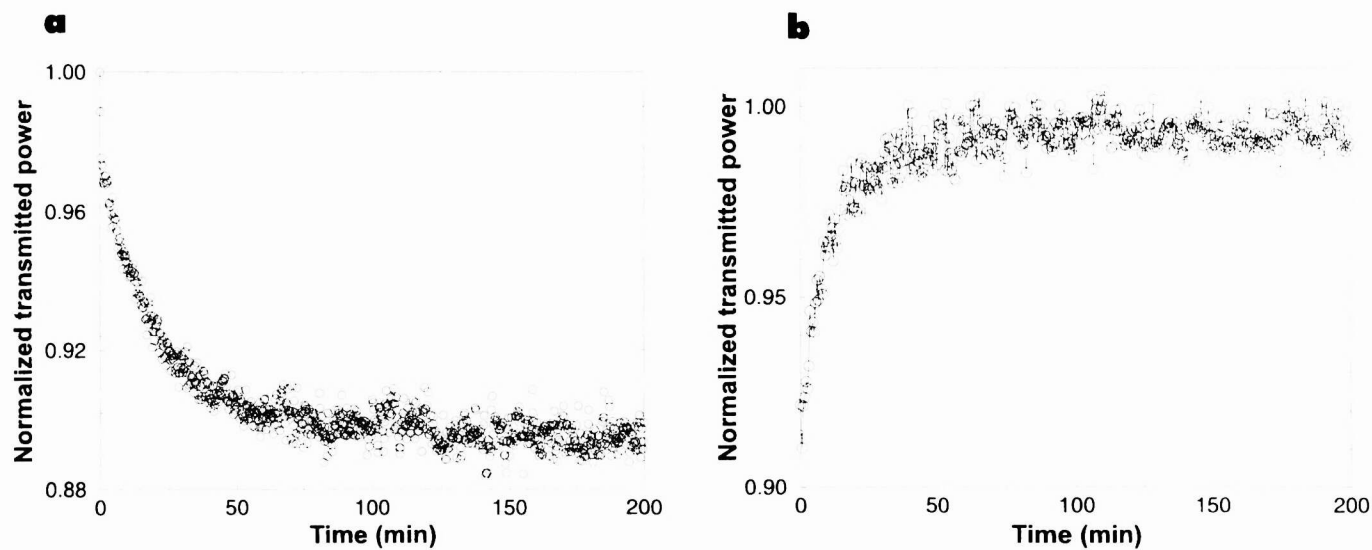 a
1.00
0.96
0.92
0.88
Normalized transmitted power
0 50 100 150 200
Time (min)
b
1.00
0.95
0.90
Normalized transmitted power
0 50 100 150 200
Time (min)